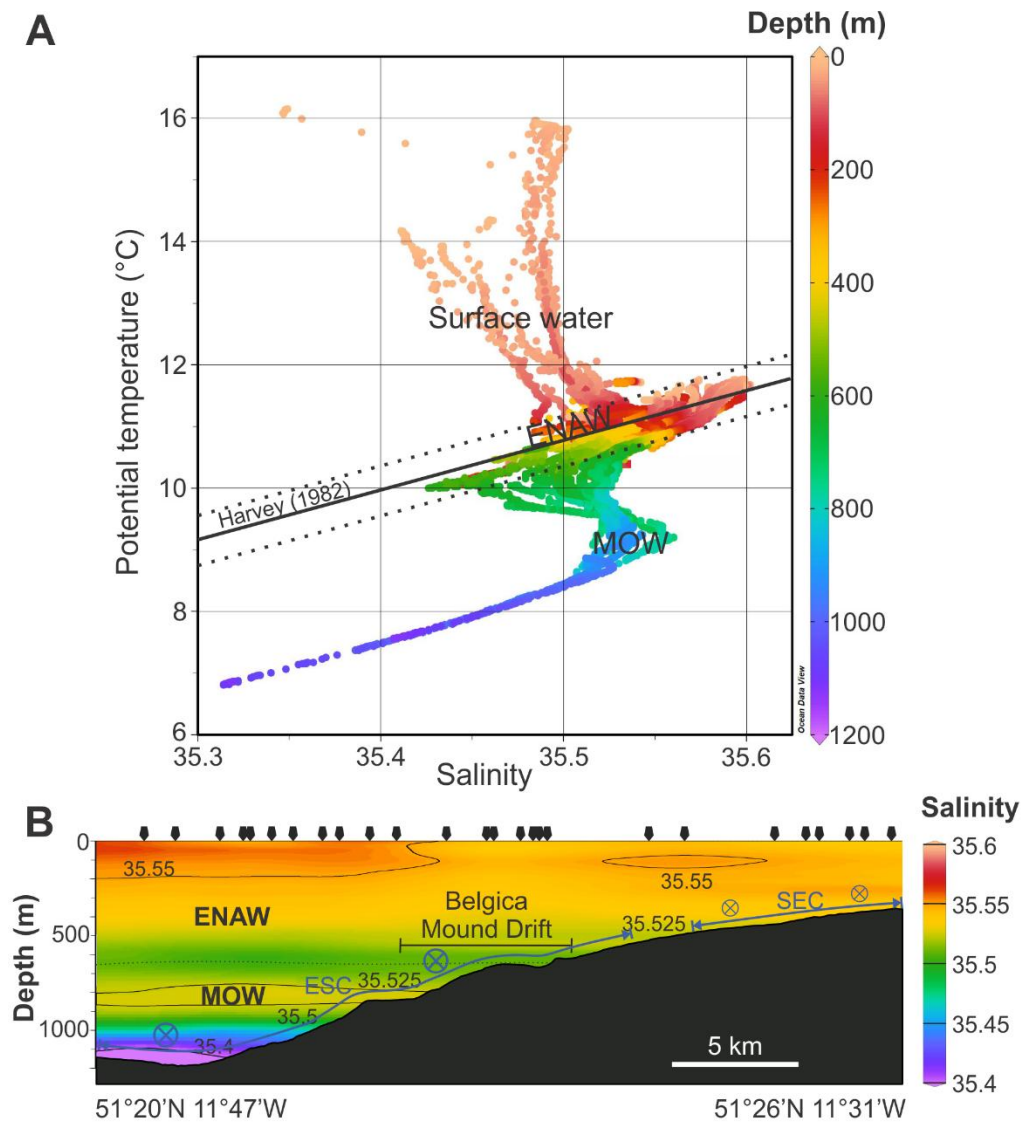 A
Depth (m)
0
200
400
600
800
1000
1200
Potential temperature (°C)
16
14
12
10
8
6
Surface water
ENAW
Harvey (1982)
MOW
Ocean Data View
35.3
35.4
35.5
35.6
Salinity
B
Salinity
35.6
35.55
35.5
35.45
35.4
Depth (m)
0
500
1000
35.55
35.55
ENAW
Belgica
Mound Drift
SEC
35.525
MOW
ESC
35.525
35.5
35.4
5 km
51°20’N 11°47’W
51°26’N 11°31’W